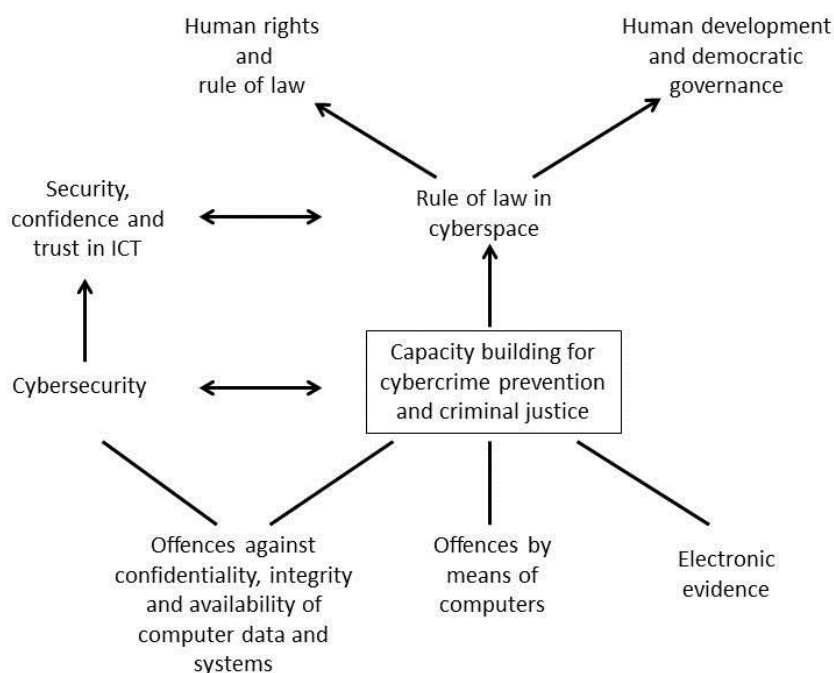 Human rights
and
rule of law
Human development
and democratic
governance
Security,
confidence and
trust in ICT
Rule of law in
cyberspace
Cybersecurity
Capacity building for
cybercrime prevention
and criminal justice
Offences against
confidentiality, integrity
and availability of
computer data and
systems
Offences by
means of
computers
Electronic
evidence